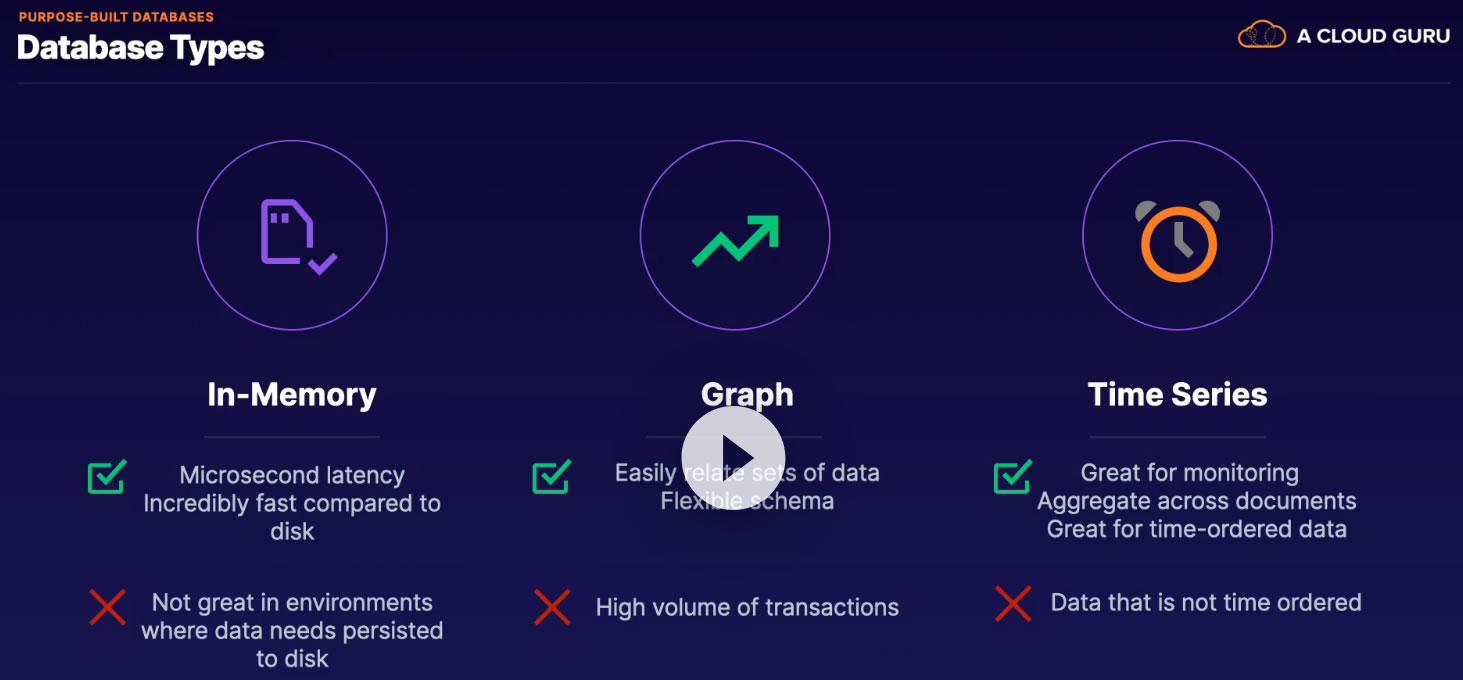 PURPOSE-BUILT DATABASES
Database Types
A CLOUD GURU
In-Memory
Microsecond latency
Incredibly fast compared to
disk
Not great in environments
where data needs persisted
to disk
Graph
Easily relate sets of data
Flexible schema
High volume of transactions
Time Series
Great for monitoring
Aggregate across documents
Great for time-ordered data
Data that is not time ordered